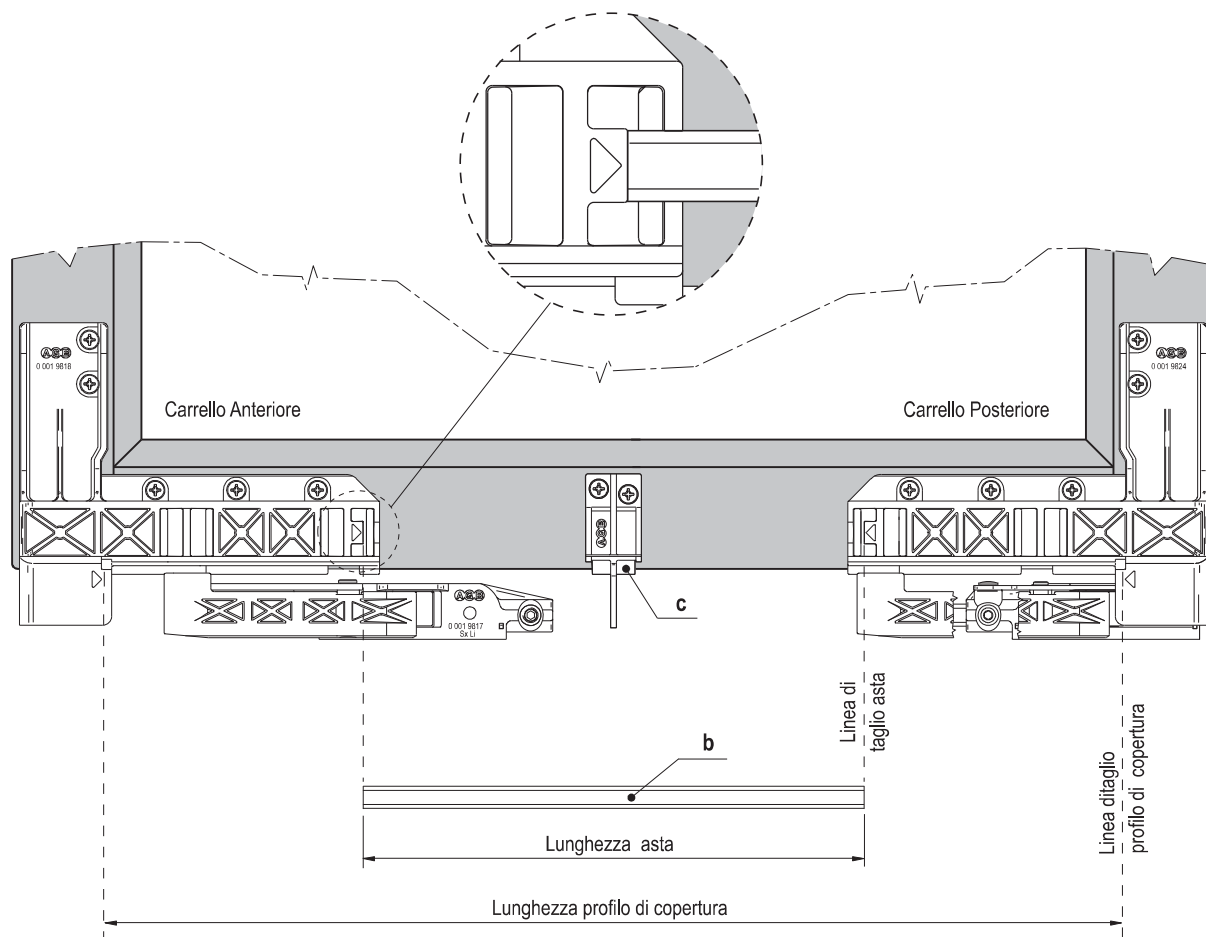 AGB
0 001 9818
AGB
0 001 9824
Carrello Anteriore
Carrello Posteriore
AGB
c
AGB
0 001 9817
Sx Li
Linea di
taglio asta
b
Linea ditaglio
profilo di copertura
Lunghezza asta
Lunghezza profilo di copertura